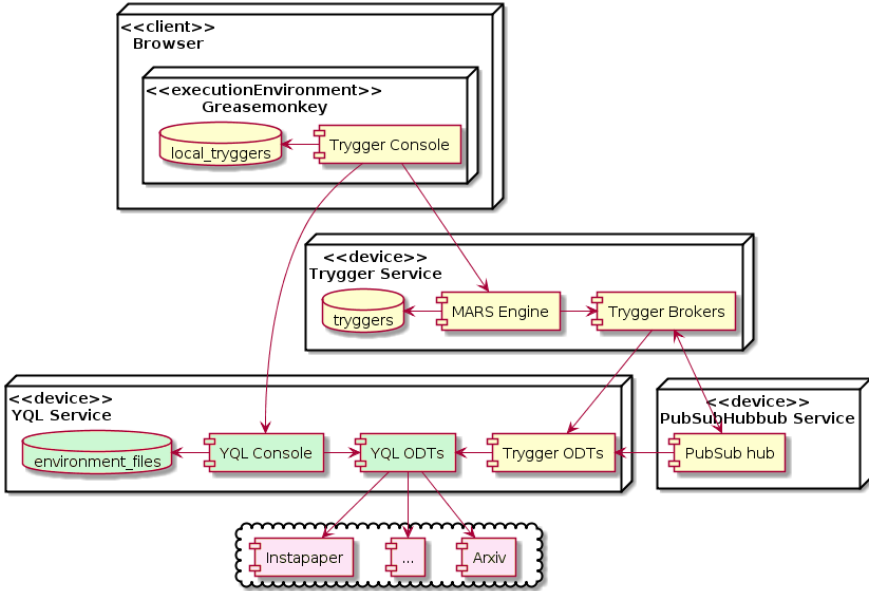 <<client>>
Browser
<<executionEnvironment>>
Greasemonkey
local_tryggers
Trygger Console
<<device>>
Trygger Service
tryggers
MARS Engine
Trygger Brokers
<<device>>
YQL Service
environment_files
YQL Console
YQL ODTs
Trygger ODTs
<<device>>
PubSubHubbub Service
PubSub hub
Instapaper
...
Arxiv